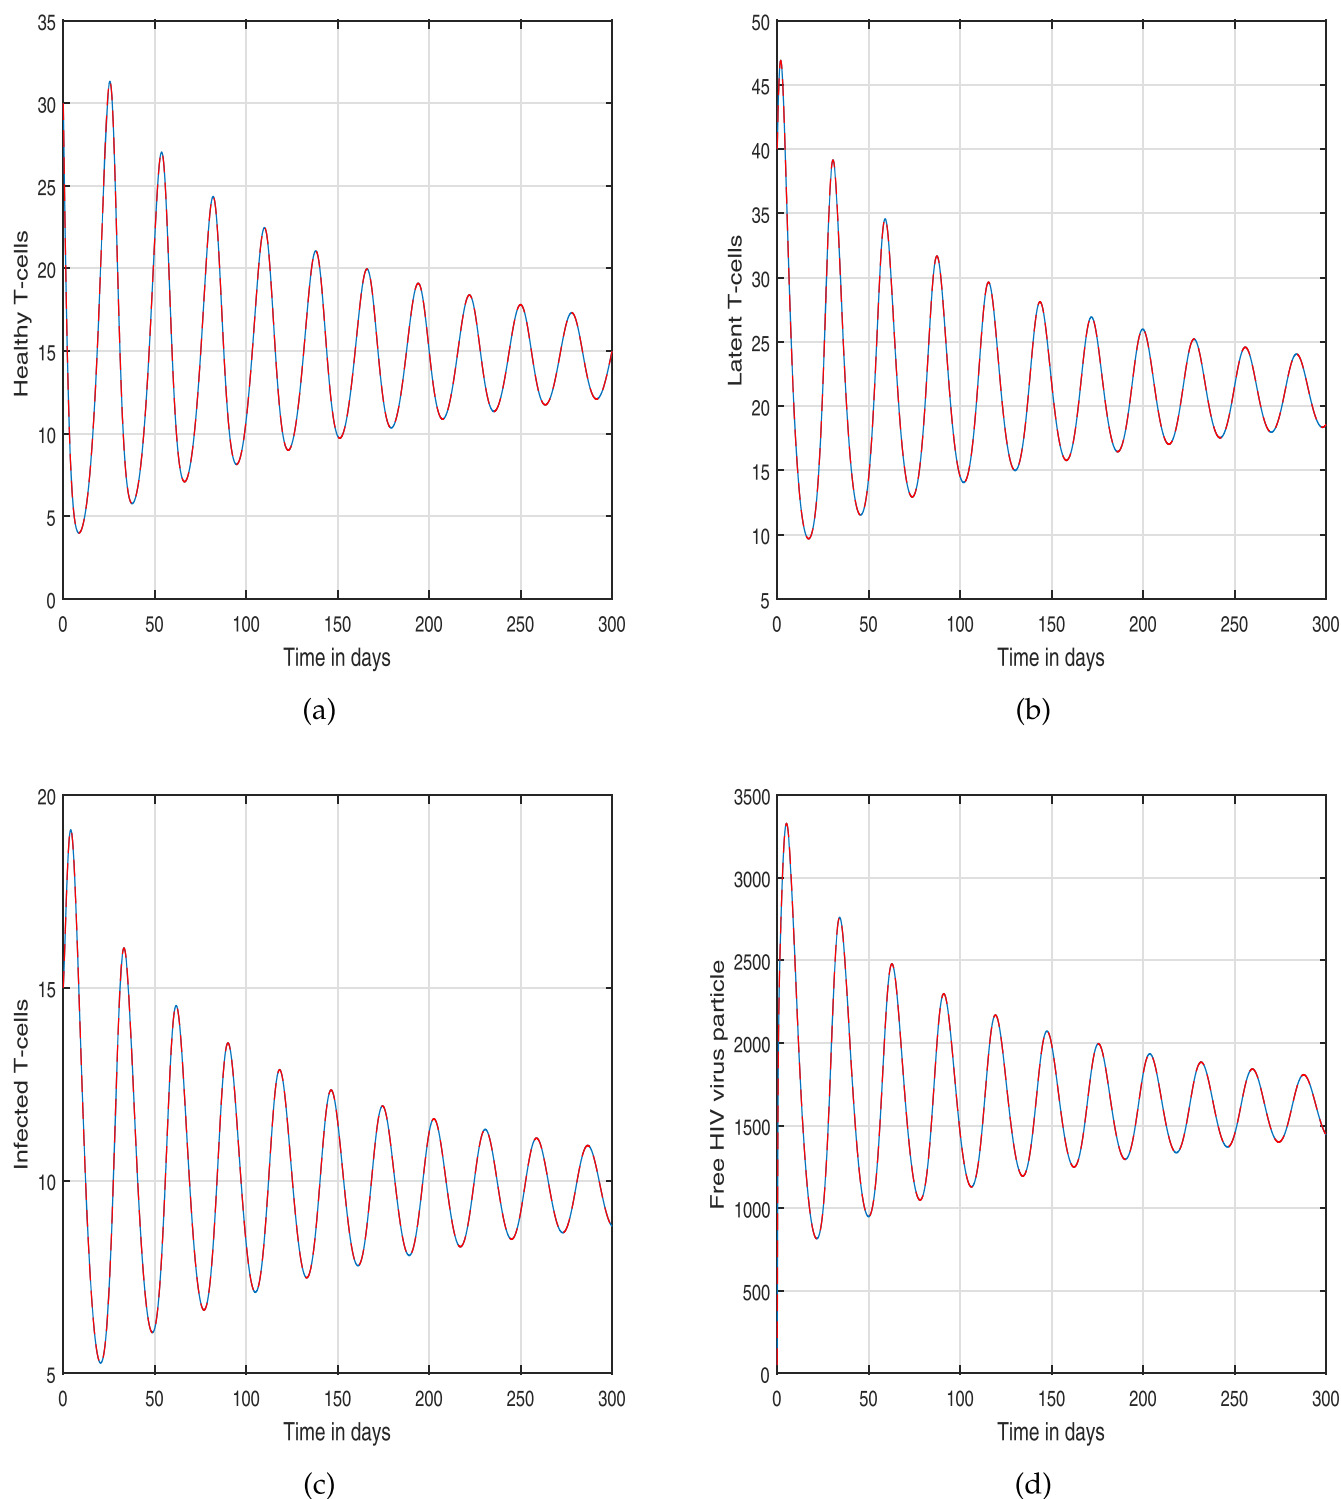 35
30
25
20
15
10
5
0
Healthy T-cells
0 50 100 150 200 250 300
Time in days
(a)
50
45
40
35
30
25
20
15
10
5
Latent T-cells
0 50 100 150 200 250 300
Time in days
(b)
20
15
10
5
Infected T-cells
0 50 100 150 200 250 300
Time in days
(c)
3500
3000
2500
2000
1500
1000
500
0
Free HIV virus particle
0 50 100 150 200 250 300
Time in days
(d)